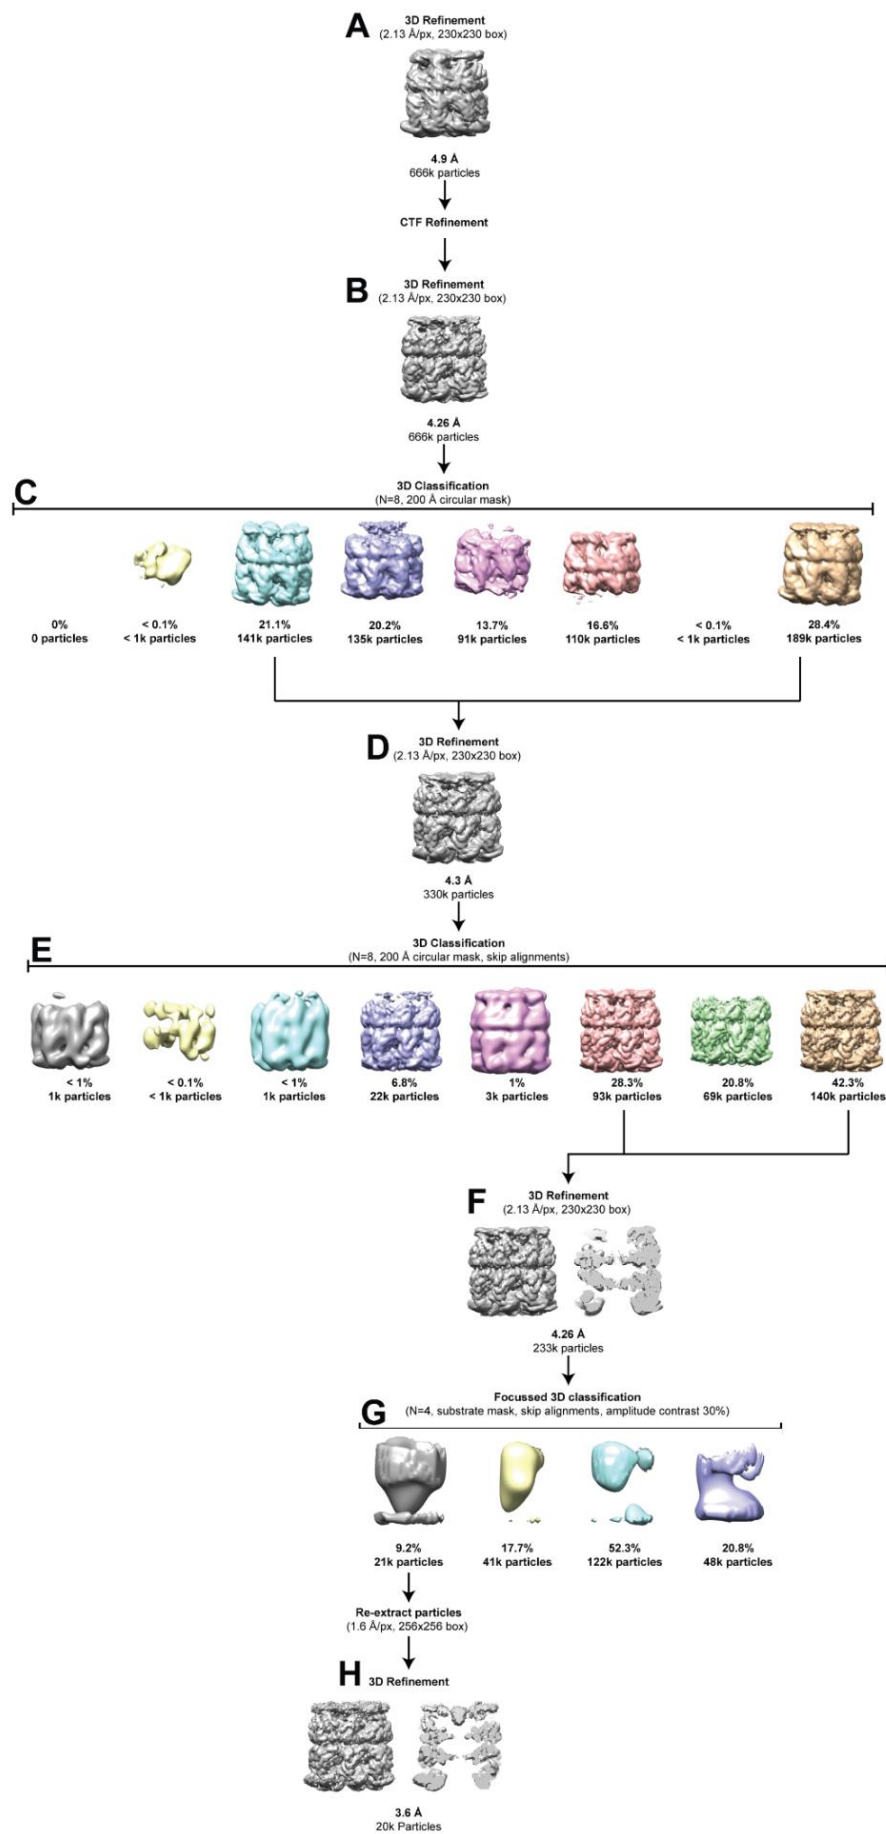 A
3D Refinement
(2.13 Å/px, 230x230 box)
4.9 Å
666k particles
CTF Refinement
B
3D Refinement
(2.13 Å/px, 230x230 box)
4.26 Å
666k particles
C
3D Classification
(N=8, 200 Å circular mask)
0%
0 particles
< 0.1%
< 1k particles
21.1%
141k particles
20.2%
135k particles
13.7%
91k particles
16.6%
110k particles
< 0.1%
< 1k particles
28.4%
189k particles
D
3D Refinement
(2.13 Å/px, 230x230 box)
4.3 Å
330k particles
E
3D Classification
(N=8, 200 Å circular mask, skip alignments)
< 1%
1k particles
< 0.1%
< 1k particles
< 1%
1k particles
6.8%
22k particles
1%
3k particles
28.3%
93k particles
20.8%
69k particles
42.3%
140k particles
F
3D Refinement
(2.13 Å/px, 230x230 box)
4.26 Å
233k particles
G
Focussed 3D classification
(N=4, substrate mask, skip alignments, amplitude contrast 30%)
9.2%
21k particles
17.7%
41k particles
52.3%
122k particles
20.8%
48k particles
Re-extract particles
(1.6 Å/px, 256x256 box)
H
3D Refinement
3.6 Å
20k Particles